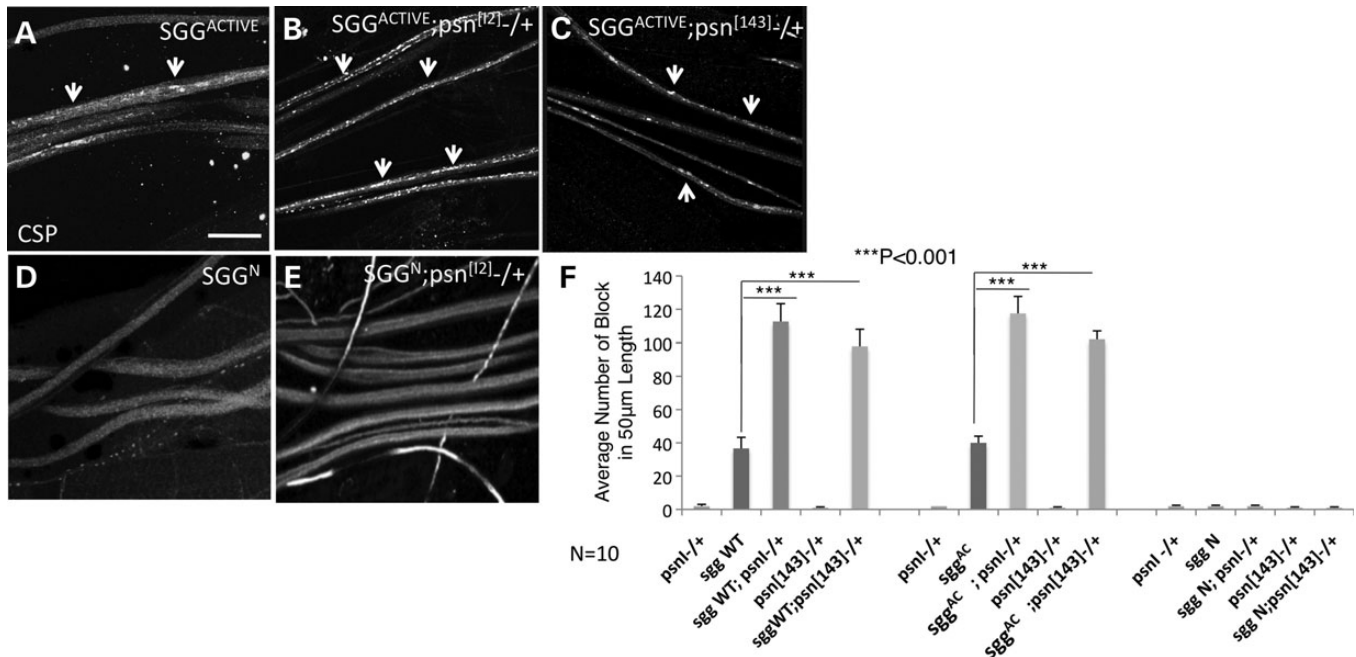 A
SGG^ACTIVE
CSP
B
SGG^ACTIVE;psn^[I2]-/+
C
SGG^ACTIVE;psn^[143]-/+
D
SGG^N
E
SGG^N;psn^[I2]-/+
F
***P<0.001
***
***
***
***
Average Number of Block
in 50μm Length
140
120
100
80
60
40
20
0
N=10
psnI-/+
sgg WT
sgg WT; psnI-/+
psn[143]-/+
sggWT;psn[143]-/+
psnI-/+
sgg^AC
sgg^AC ; psnI-/+
psn[143]-/+
sgg^AC ;psn[143]-/+
psnI -/+
sgg N
sgg N; psnI-/+
psn[143]-/+
sgg N;psn[143]-/+